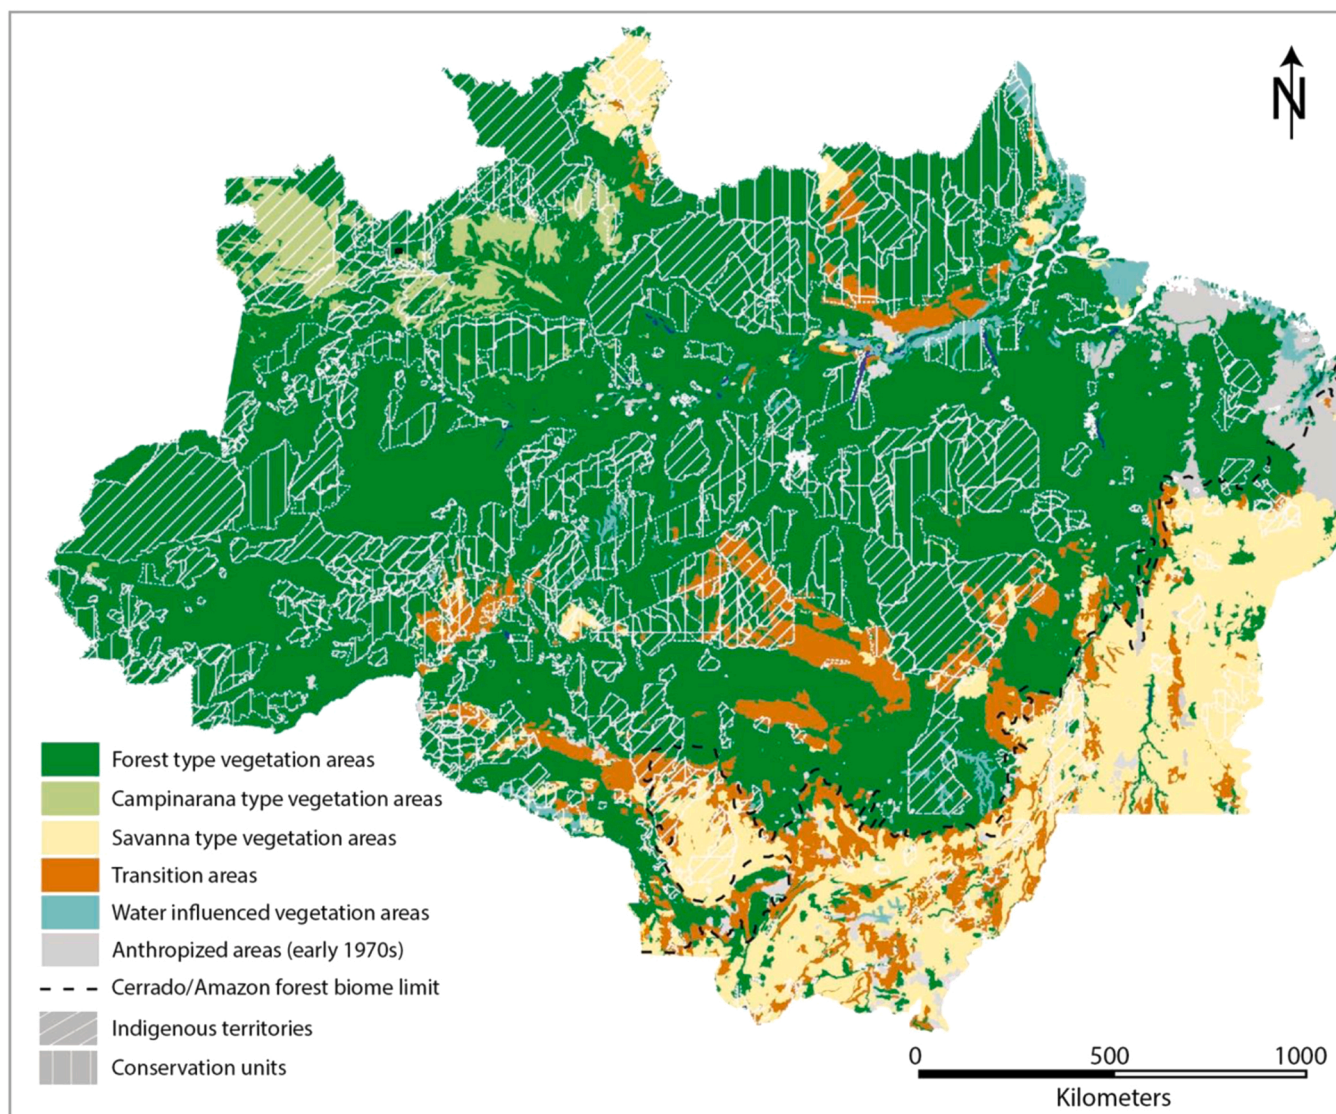 N
Forest type vegetation areas
Campinarana type vegetation areas
Savanna type vegetation areas
Transition areas
Water influenced vegetation areas
Anthropized areas (early 1970s)
Cerrado/Amazon forest biome limit
Indigenous territories
Conservation units
0 500 1000
Kilometers